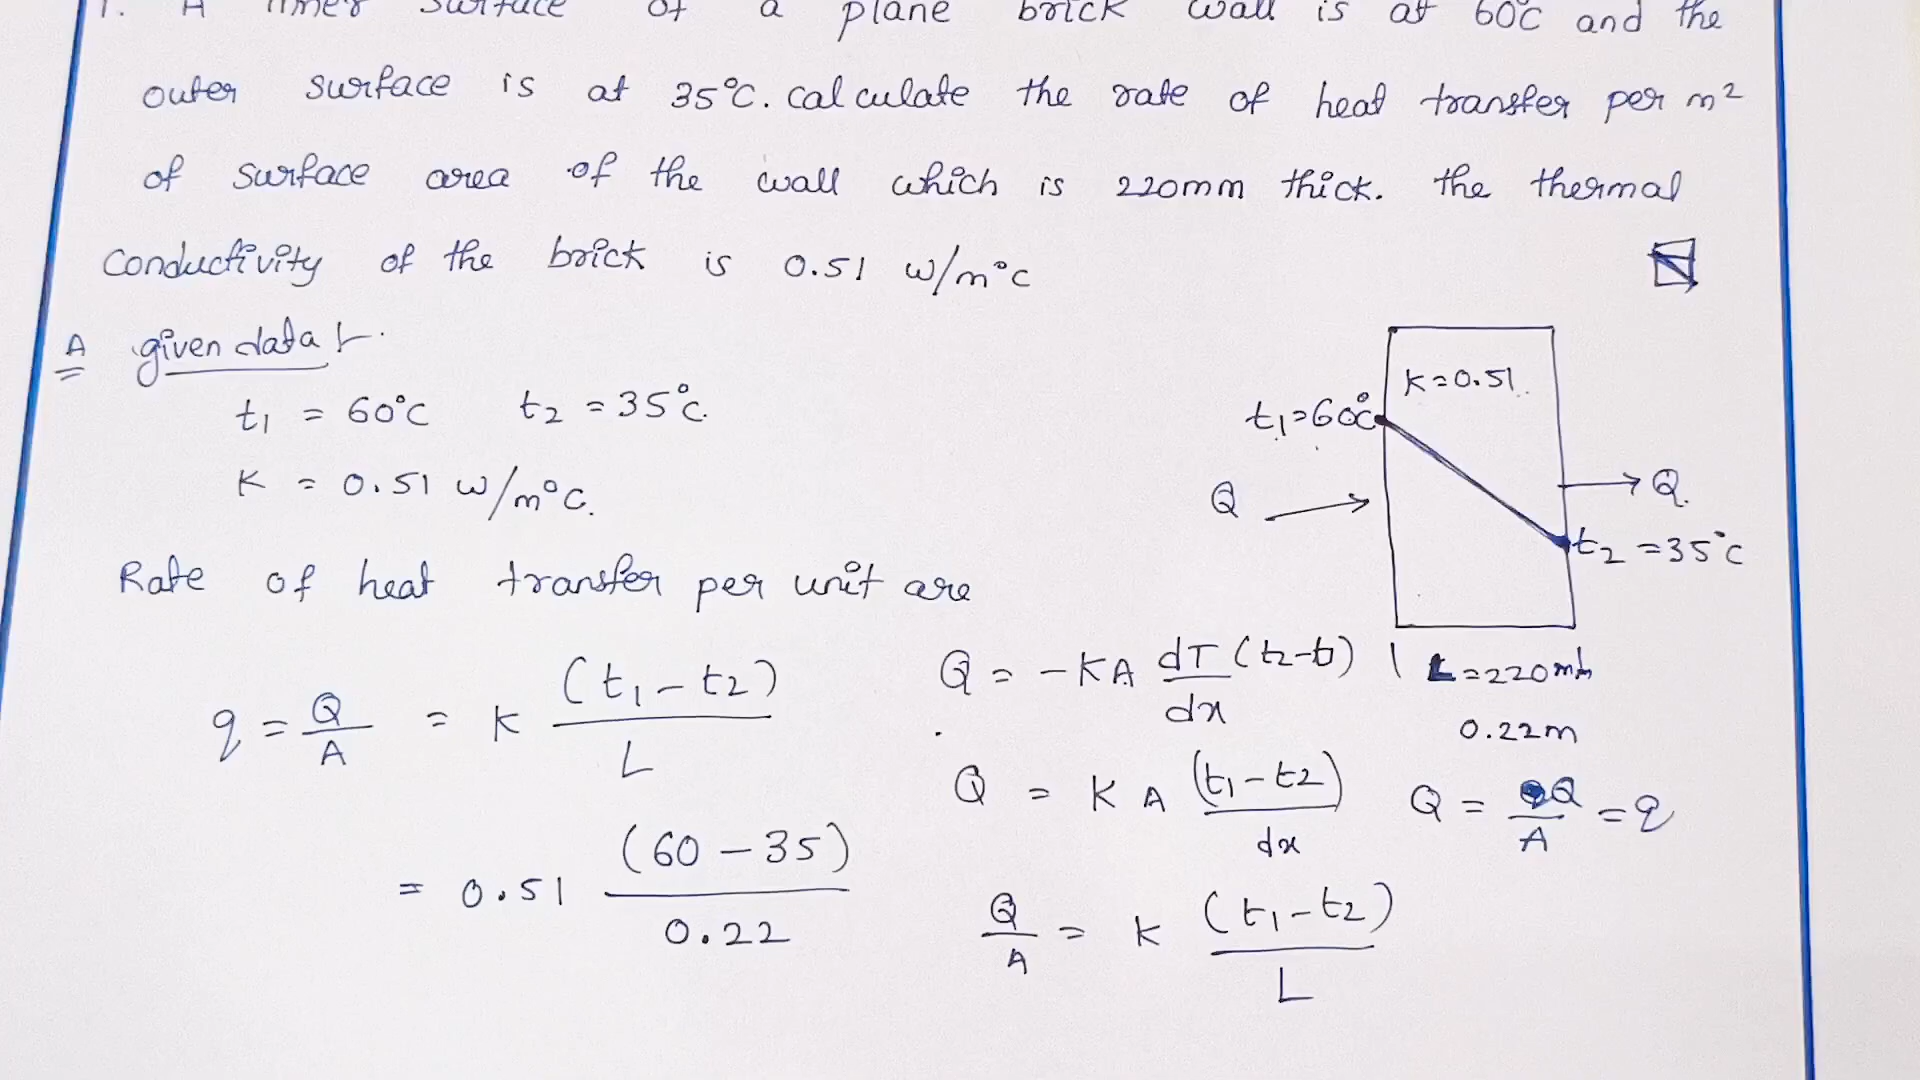 1. A inner surface of a plane brick wall is at 60°C and the
outer surface is at 35°C. calculate the rate of heat transfer per m²
of surface area of the wall which is 220mm thick. the thermal
conductivity of the brick is 0.51 w/m°c
A given data :-
t₁ = 60°C t₂ = 35°C.
K = 0.51 w/m°C.
K = 0.51
t₁=60°C
Q → → Q.
t₂ = 35°C
L = 220mm
0.22m
Rate of heat transfer per unit are
q = Q/A = K (t₁ - t₂)/L
= 0.51 (60 - 35)/0.22
Q = -KA dT/dx (t₂-t₁)
Q = KA (t₁-t₂)/dx
Q = Q/A = q
Q/A = K (t₁-t₂)/L